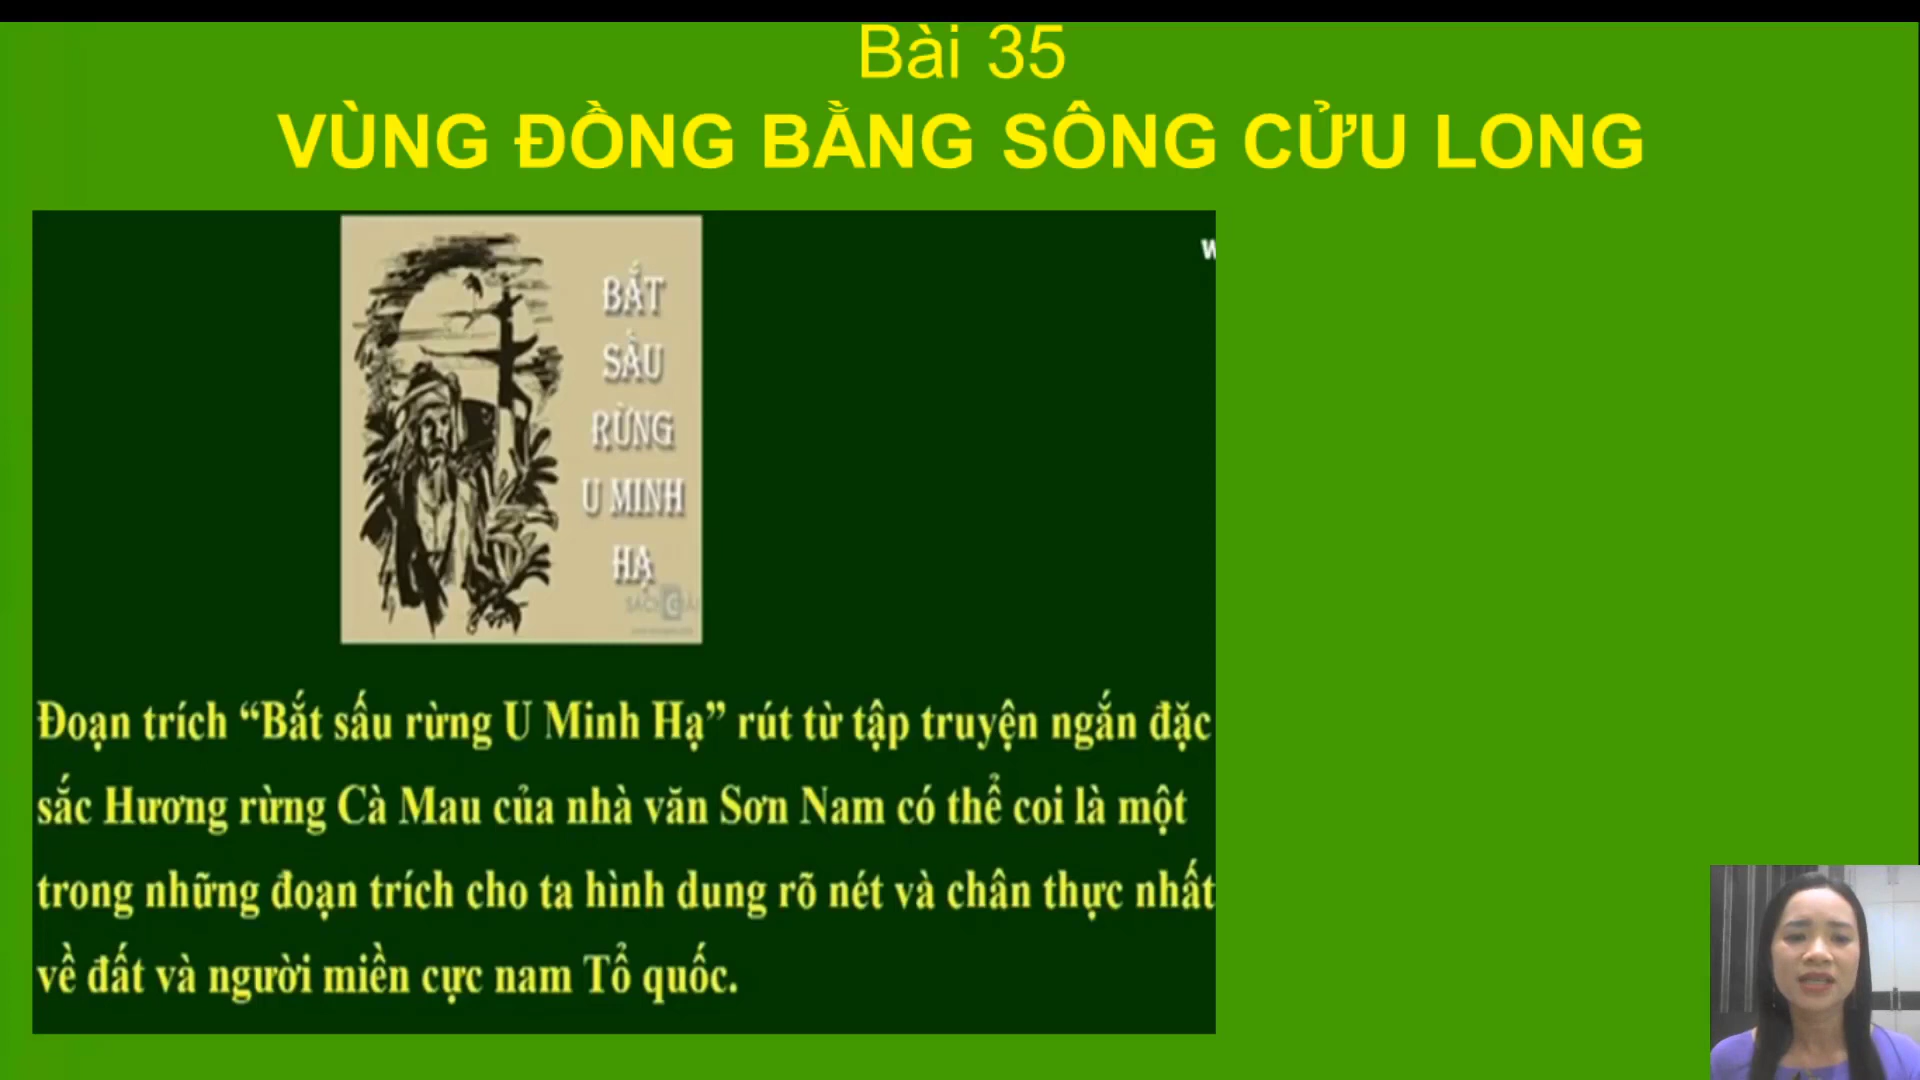 Bài 35
VÙNG ĐỒNG BẰNG SÔNG CỬU LONG
W
BẮT
SẤU
RỪNG
U MINH
HẠ
Đoạn trích “Bắt sấu rừng U Minh Hạ” rút từ tập truyện ngắn đặc
sắc Hương rừng Cà Mau của nhà văn Sơn Nam có thể coi là một
trong những đoạn trích cho ta hình dung rõ nét và chân thực nhất
về đất và người miền cực nam Tổ quốc.